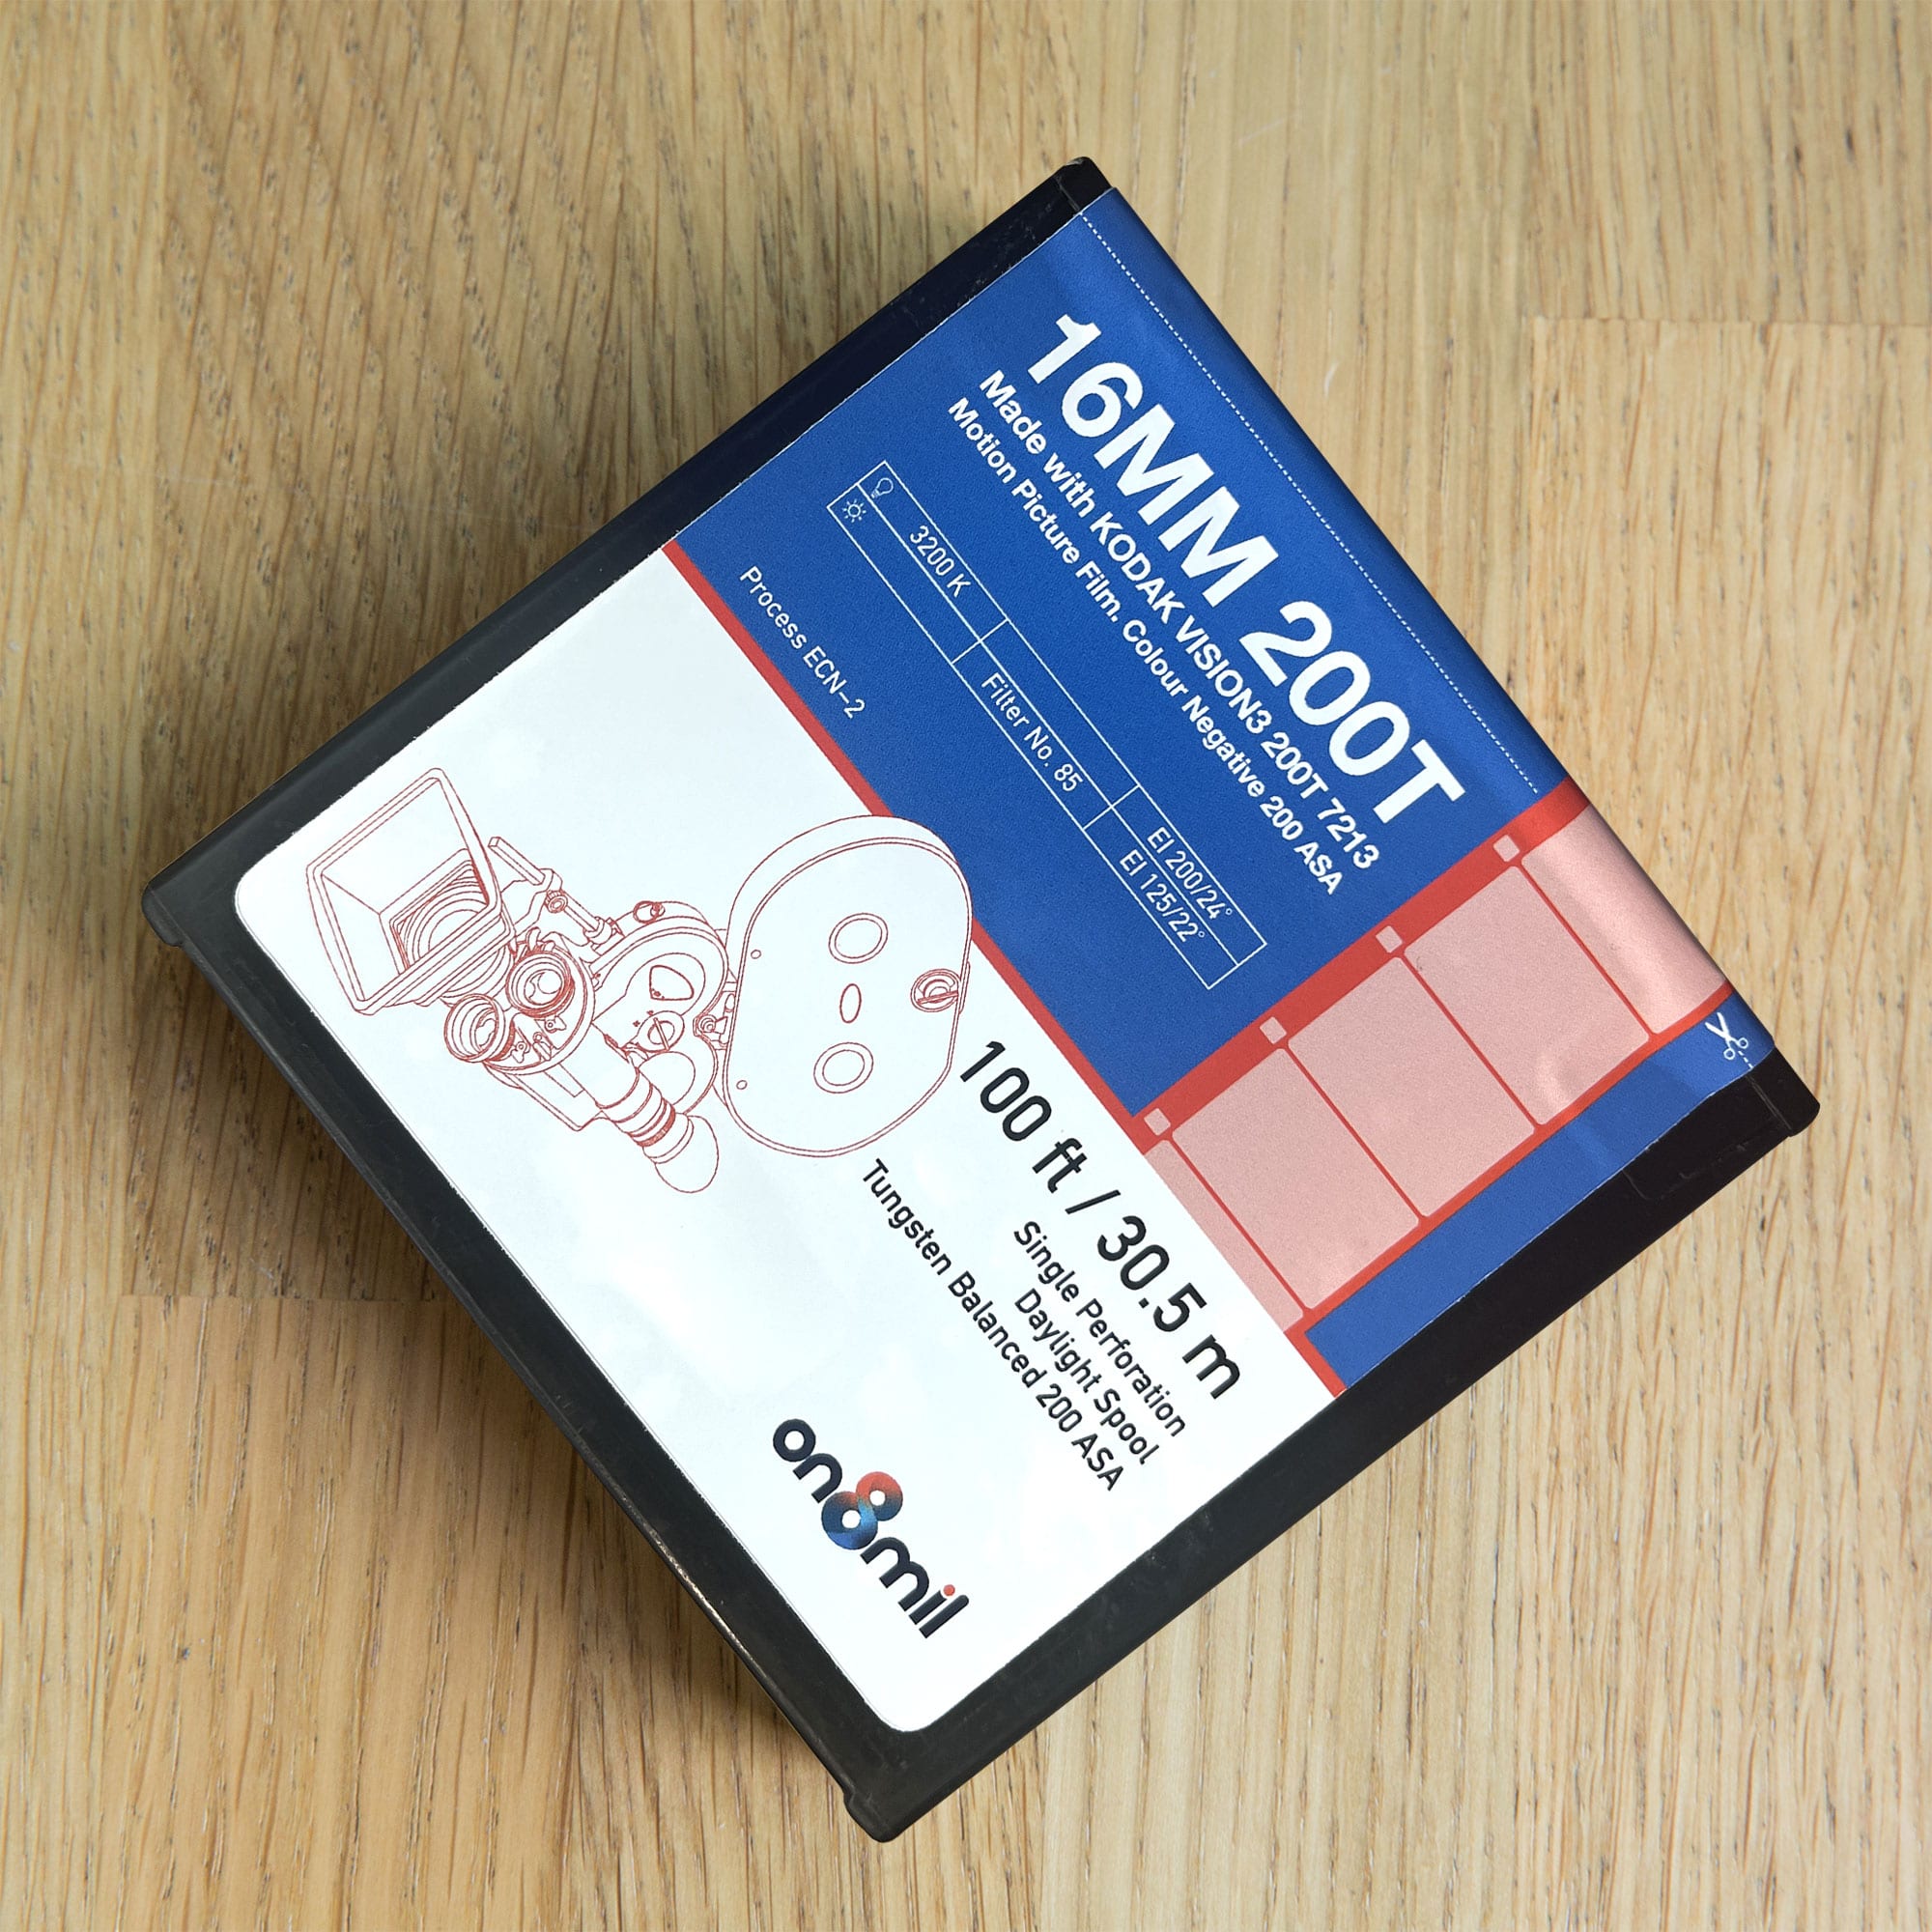 16MM 200T
Made with KODAK VISION3 200T 7213
Motion Picture Film. Colour Negative 200 ASA
3200 K EI 200/24°
Filter No. 85 EI 125/22°
Process ECN-2
100 ft / 30.5 m
Single Perforation
Daylight Spool
Tungsten Balanced 200 ASA
on8mil